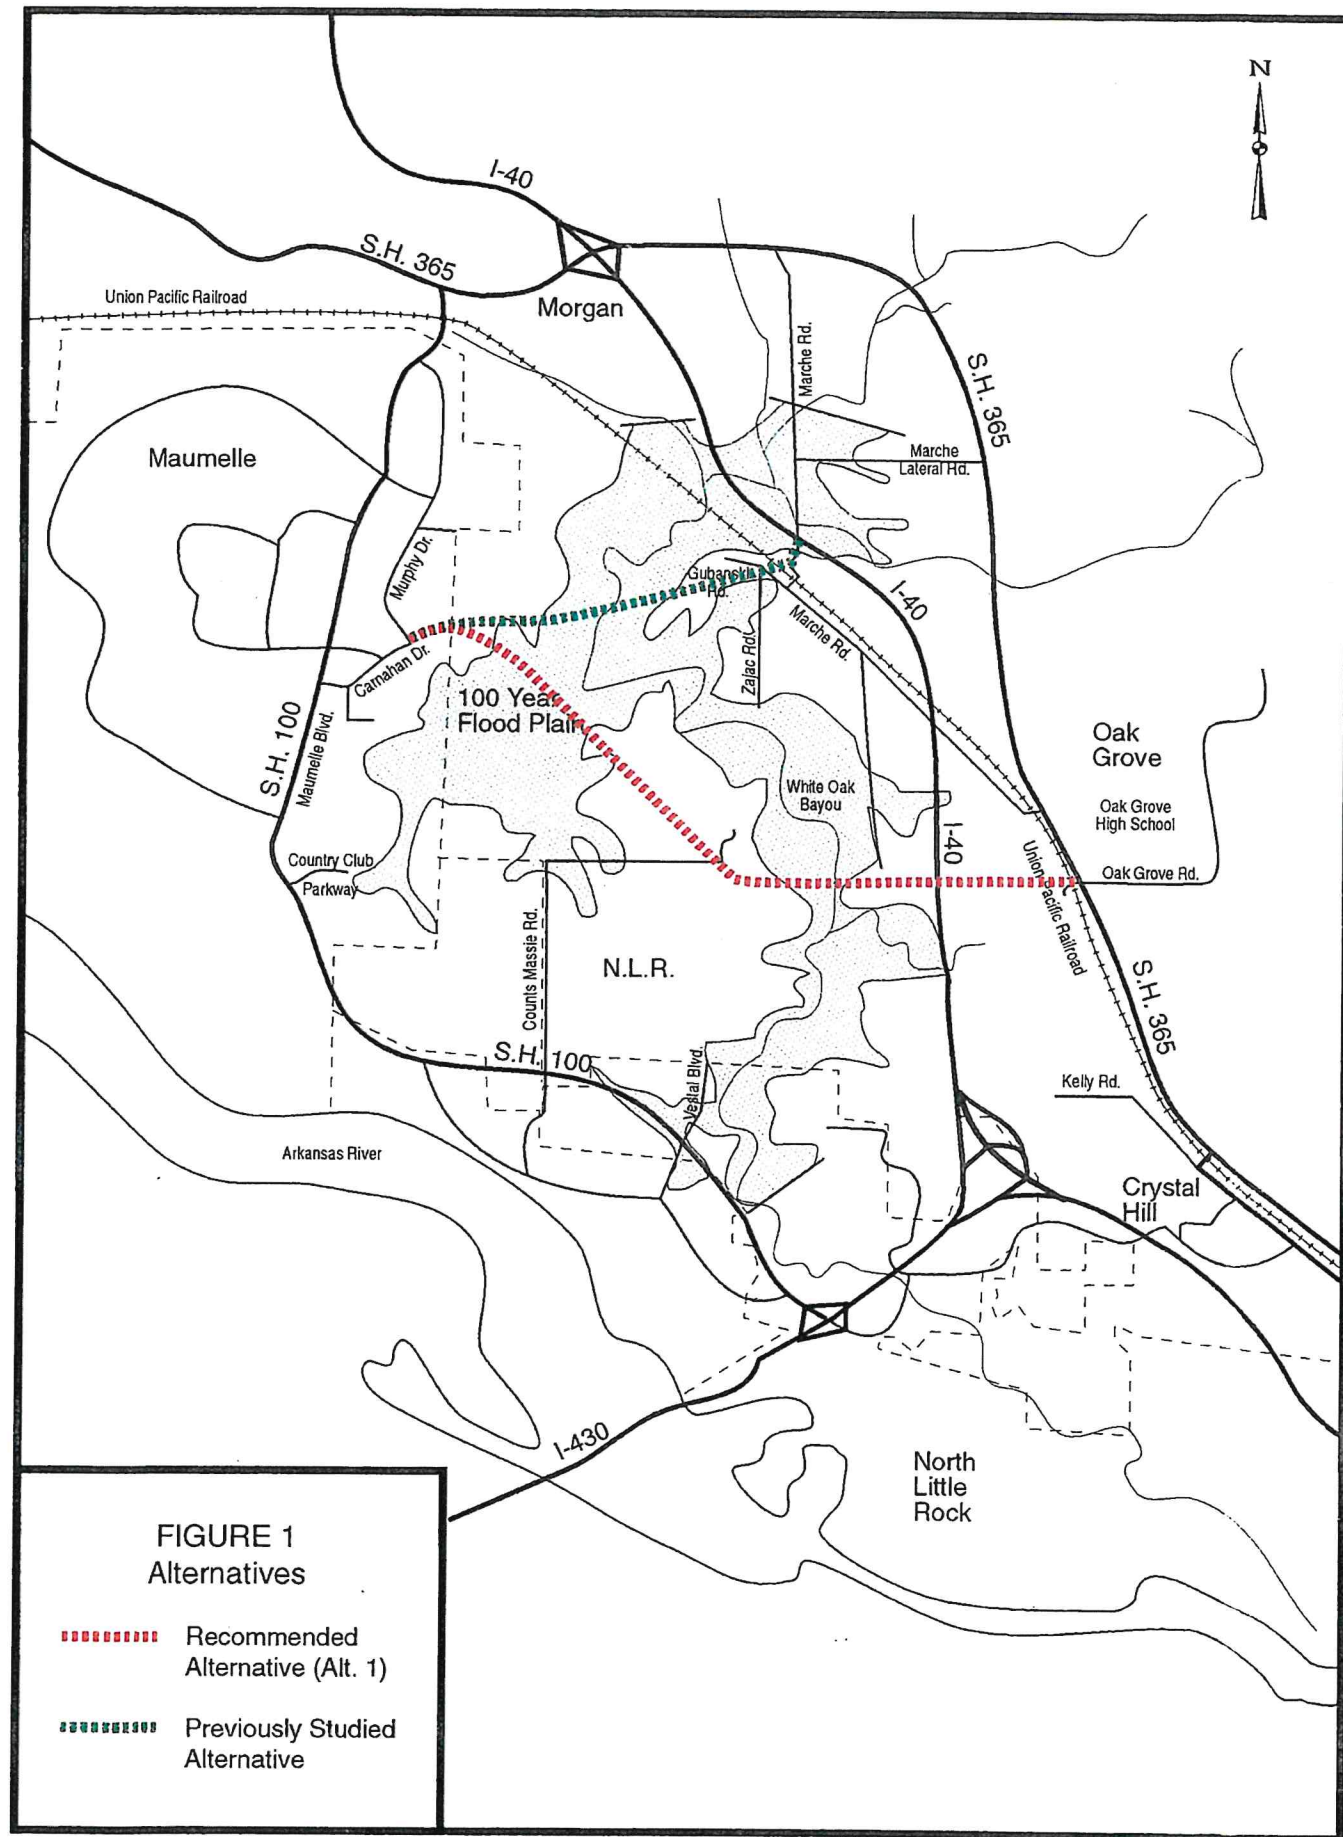 N
I-40
S.H. 365
Union Pacific Railroad
Morgan
Marche Rd.
S.H. 365
Maumelle
Marche
Lateral Rd.
Murphy Dr.
Gubanski
Rd.
I-40
Marche Rd.
Zajac Rd.
Carnahan Dr.
100 Year
Flood Plain
S.H. 100
Maumelle Blvd.
Oak
Grove
White Oak
Bayou
Oak Grove
High School
I-40
Country Club
Parkway
Union Pacific Railroad
Oak Grove Rd.
Counts Massie Rd.
N.L.R.
S.H. 365
S.H. 100
Vestal Blvd.
Kelly Rd.
Arkansas River
Crystal
Hill
I-430
North
Little
Rock
FIGURE 1
Alternatives
Recommended
Alternative (Alt. 1)
Previously Studied
Alternative